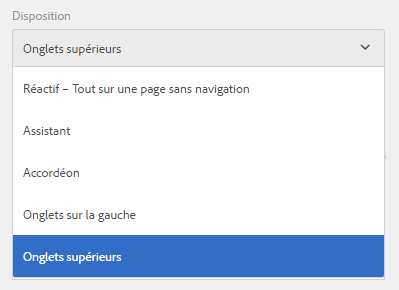 Disposition
Onglets supérieurs
Réactif – Tout sur une page sans navigation
Assistant
Accordéon
Onglets sur la gauche
Onglets supérieurs